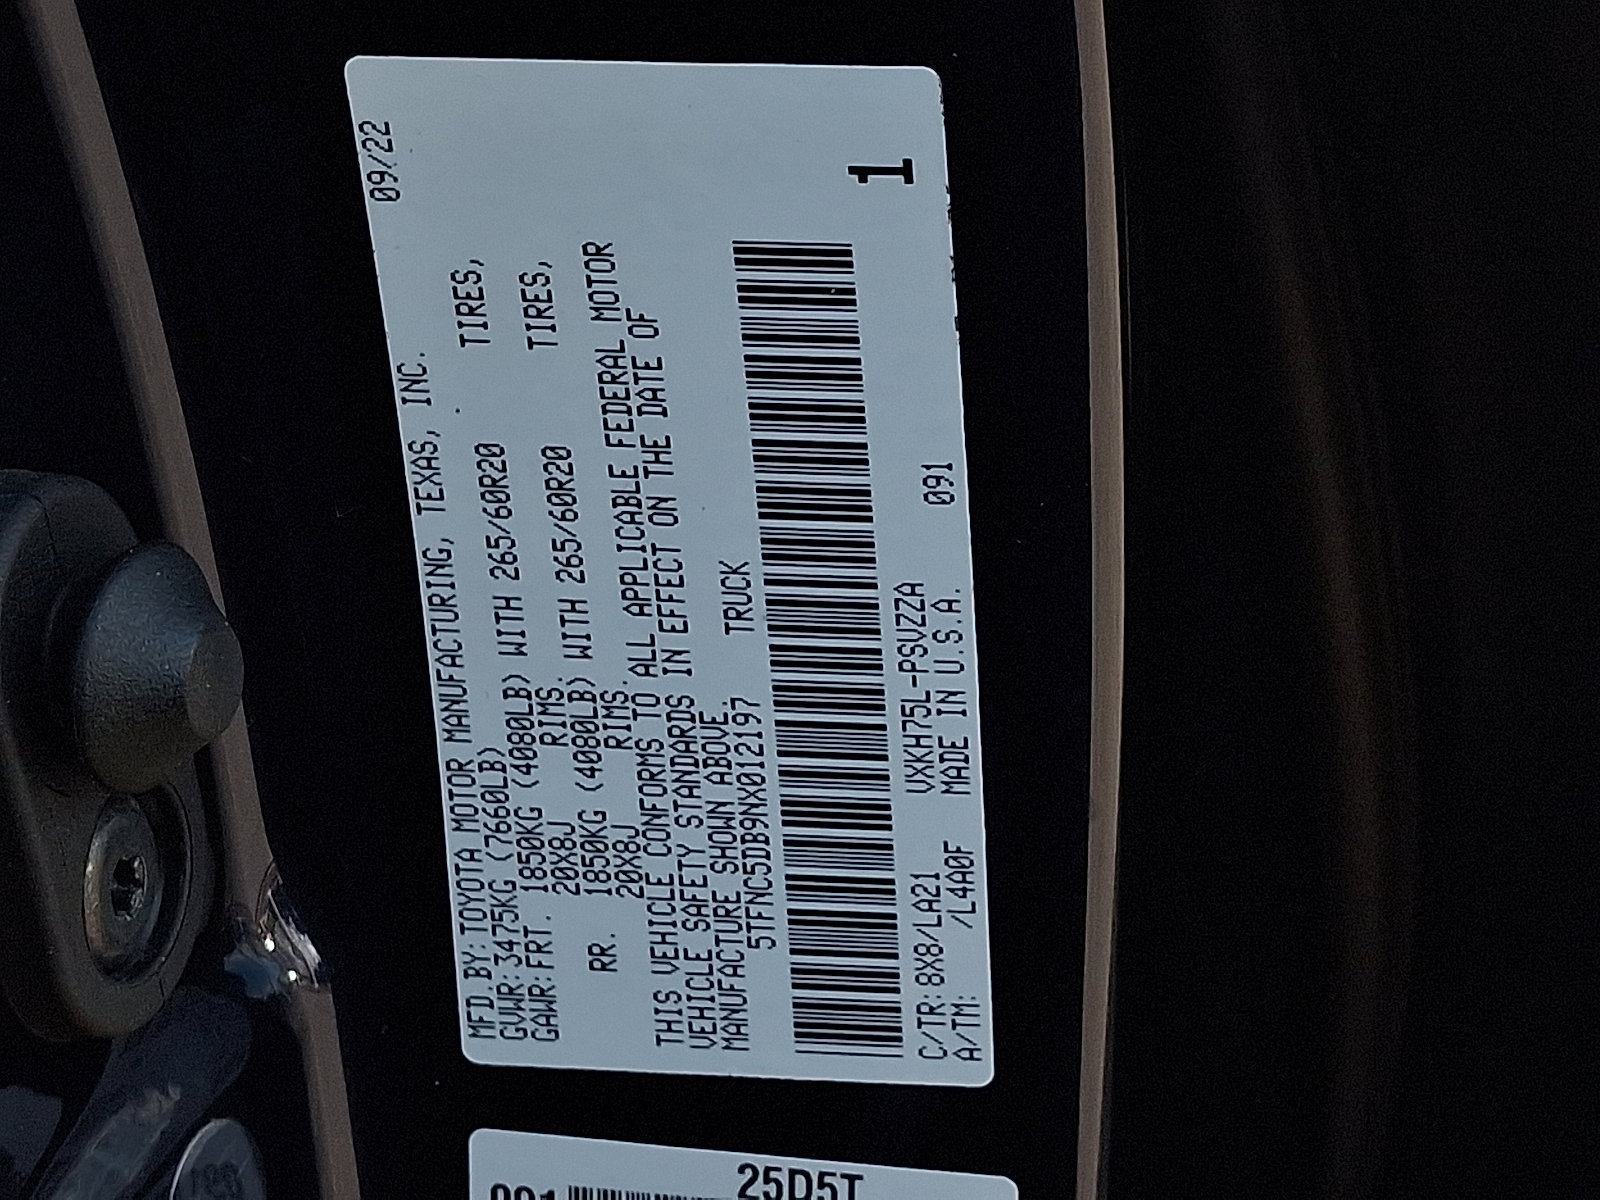 09/22
MFD.BY:TOYOTA MOTOR MANUFACTURING, TEXAS, INC.
GVWR:3475KG (7660LB)
GAWR:FRT. 1850KG (4080LB) WITH 265/60R20 TIRES,
20X8J RIMS.
RR. 1850KG (4080LB) WITH 265/60R20 TIRES,
20X8J RIMS.
THIS VEHICLE CONFORMS TO ALL APPLICABLE FEDERAL MOTOR
VEHICLE SAFETY STANDARDS IN EFFECT ON THE DATE OF
MANUFACTURE SHOWN ABOVE.
5TFNC5DB9NX012197 TRUCK
1
C/TR:8X8/LA21 VXKH75L-PSVZZA
A/TM: /L4A0F MADE IN U.S.A. 091
25D5T